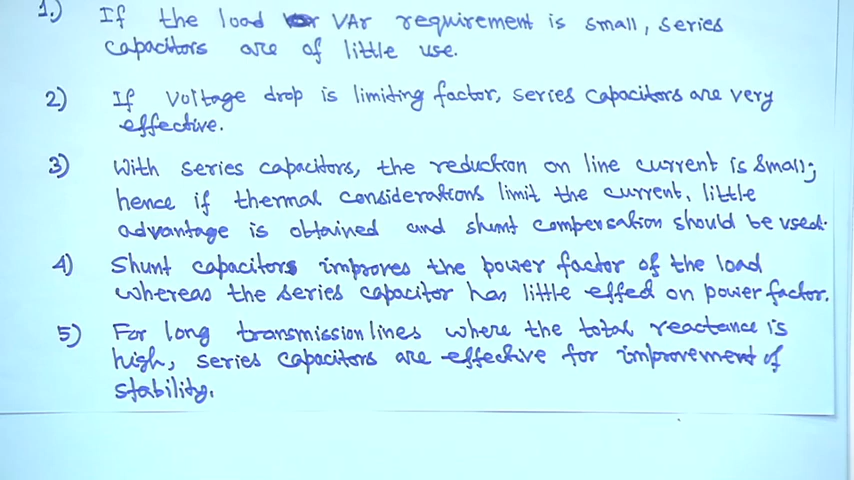 1.) If the load VAr requirement is small, series
capacitors are of little use.
2) If voltage drop is limiting factor, series capacitors are very
effective.
3) With series capacitors, the reduction on line current is small;
hence if thermal considerations limit the current, little
advantage is obtained and shunt compensation should be used.
4) Shunt capacitors improves the power factor of the load
whereas the series capacitor has little effect on power factor.
5) For long transmission lines where the total reactance is
high, series capacitors are effective for improvement of
stability.